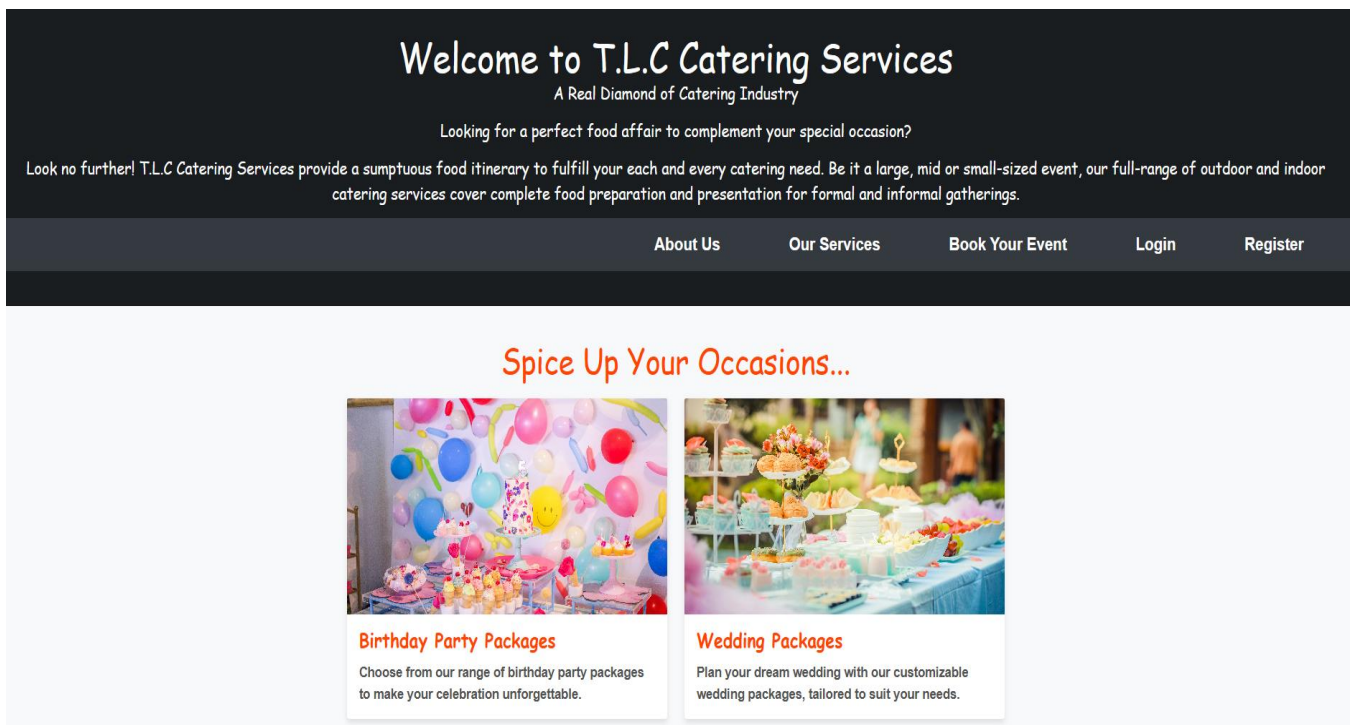 Welcome to T.L.C Catering Services
A Real Diamond of Catering Industry
Looking for a perfect food affair to complement your special occasion?
Look no further! T.L.C Catering Services provide a sumptuous food itinerary to fulfill your each and every catering need. Be it a large, mid or small-sized event, our full-range of outdoor and indoor
catering services cover complete food preparation and presentation for formal and informal gatherings.
About Us Our Services Book Your Event Login Register
Spice Up Your Occasions...
Birthday Party Packages
Choose from our range of birthday party packages
to make your celebration unforgettable.
Wedding Packages
Plan your dream wedding with our customizable
wedding packages, tailored to suit your needs.